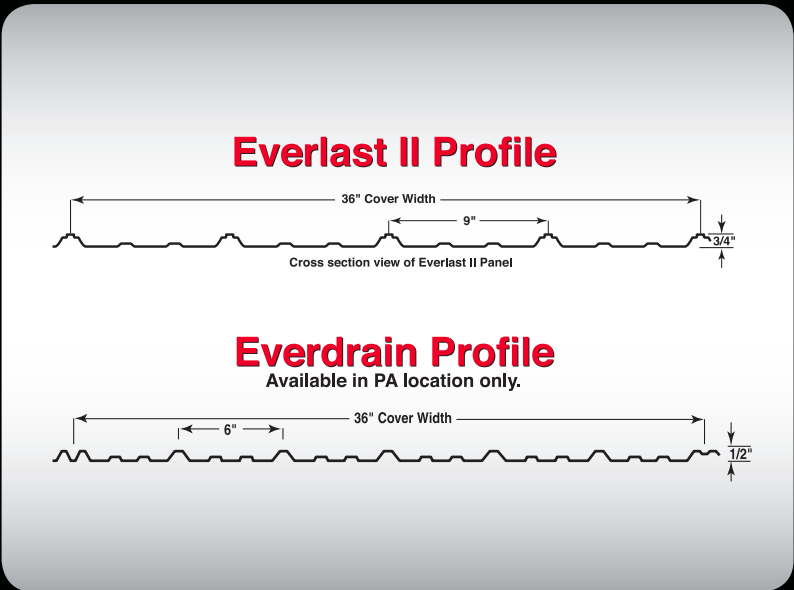 Everlast II Profile
36" Cover Width
9"
3/4"
Cross section view of Everlast II Panel
Everdrain Profile
Available in PA location only.
36" Cover Width
6"
1/2"